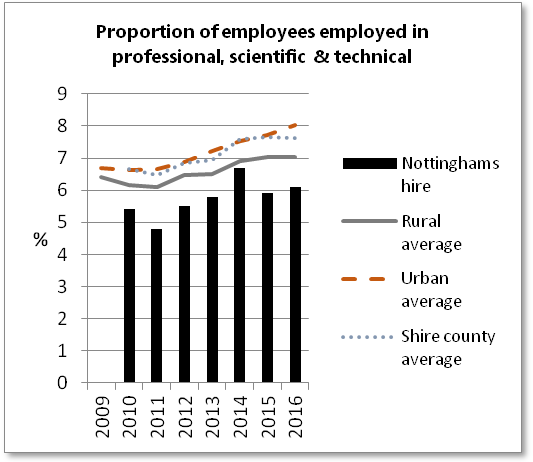 Proportion of employees employed in
professional, scientific & technical
9
8
7
6
5
4
3
2
1
0
%
2009
2010
2011
2012
2013
2014
2015
2016
Nottinghams
hire
Rural
average
Urban
average
Shire county
average